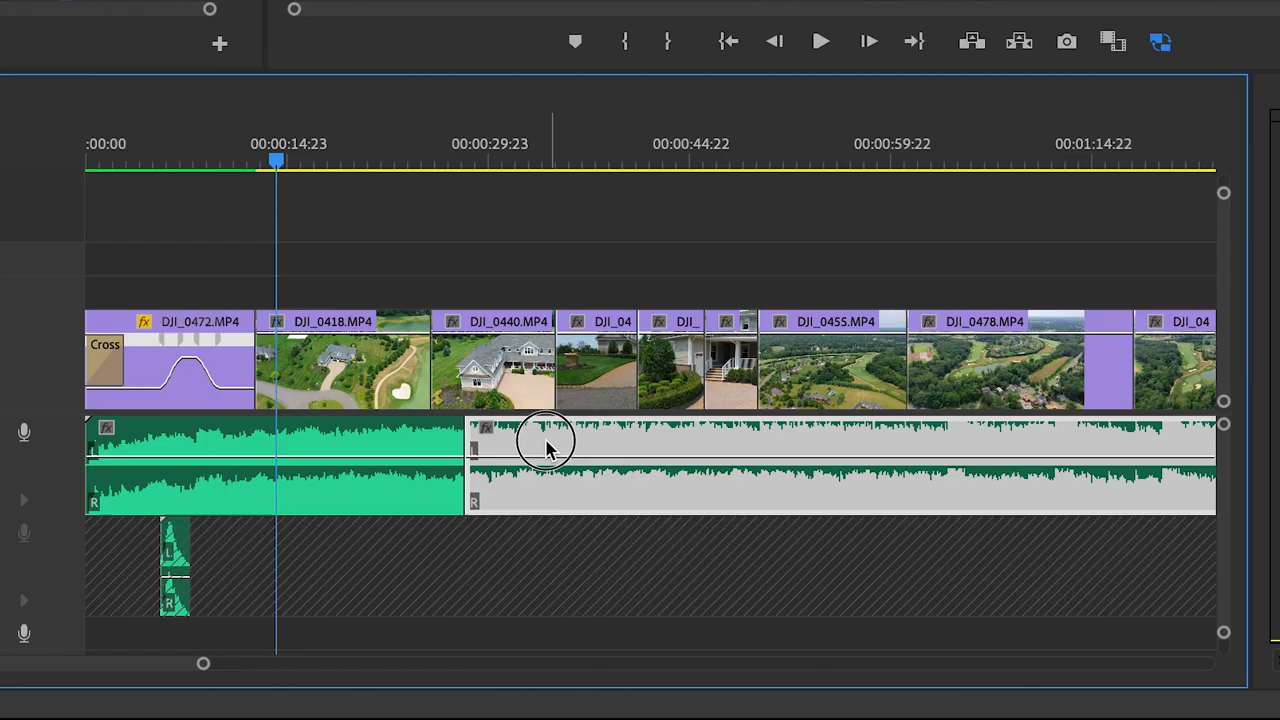 :00:00 00:00:14:23 00:00:29:23 00:00:44:22 00:00:59:22 00:01:14:22
fx DJI_0472.MP4 fx DJI_0418.MP4 fx DJI_0440.MP4 fx DJI_04 fx DJI_ fx fx DJI_0455.MP4 fx DJI_0478.MP4 fx DJI_04
Cross
fx fx
L L
R R
L
R